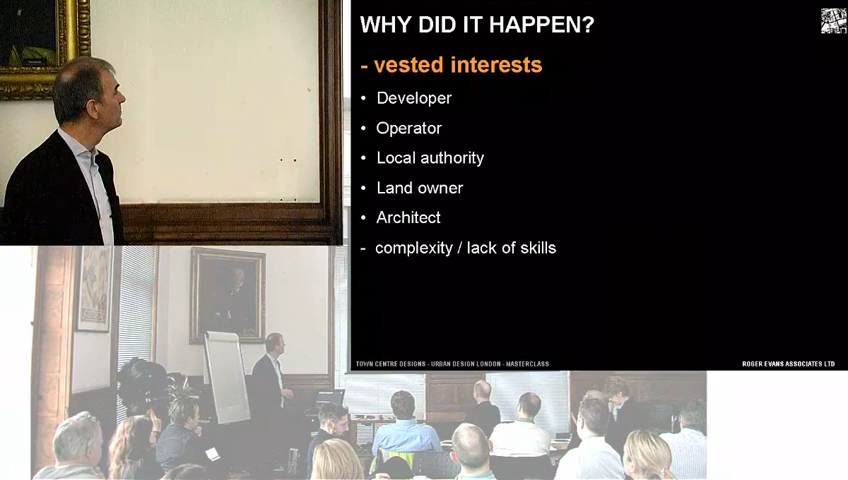 WHY DID IT HAPPEN?
- vested interests
• Developer
• Operator
• Local authority
• Land owner
• Architect
- complexity / lack of skills
TOWN CENTRE DESIGNS - URBAN DESIGN LONDON - MASTERCLASS
ROGER EVANS ASSOCIATES LTD